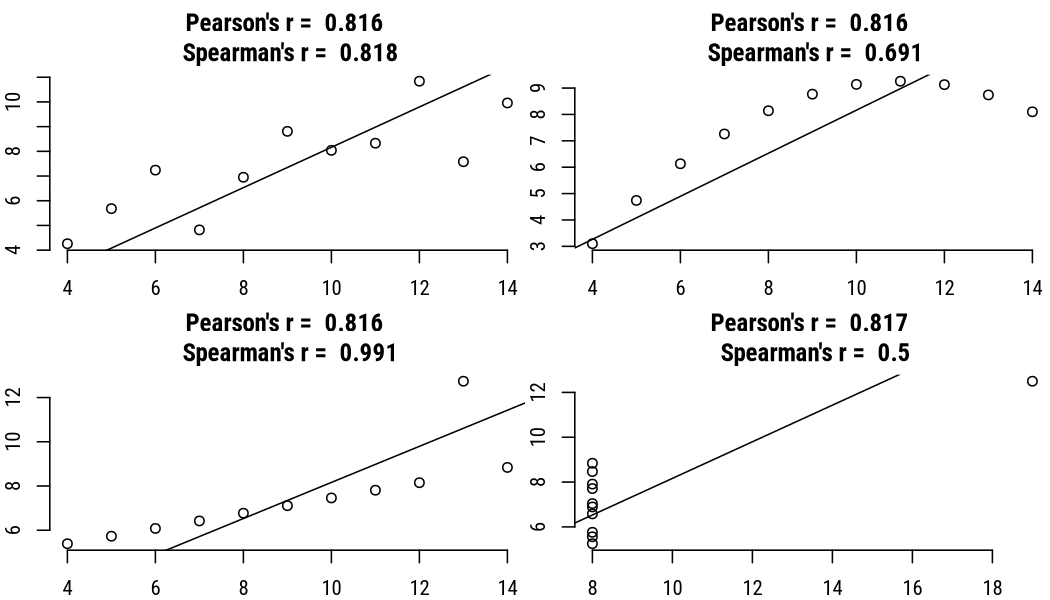 Pearson's r = 0.816
Spearman's r = 0.818
10
8
6
4
4 6 8 10 12 14
Pearson's r = 0.816
Spearman's r = 0.691
9
8
7
6
5
4
3
4 6 8 10 12 14
Pearson's r = 0.816
Spearman's r = 0.991
12
10
8
6
4 6 8 10 12 14
Pearson's r = 0.817
Spearman's r = 0.5
12
10
8
6
8 10 12 14 16 18